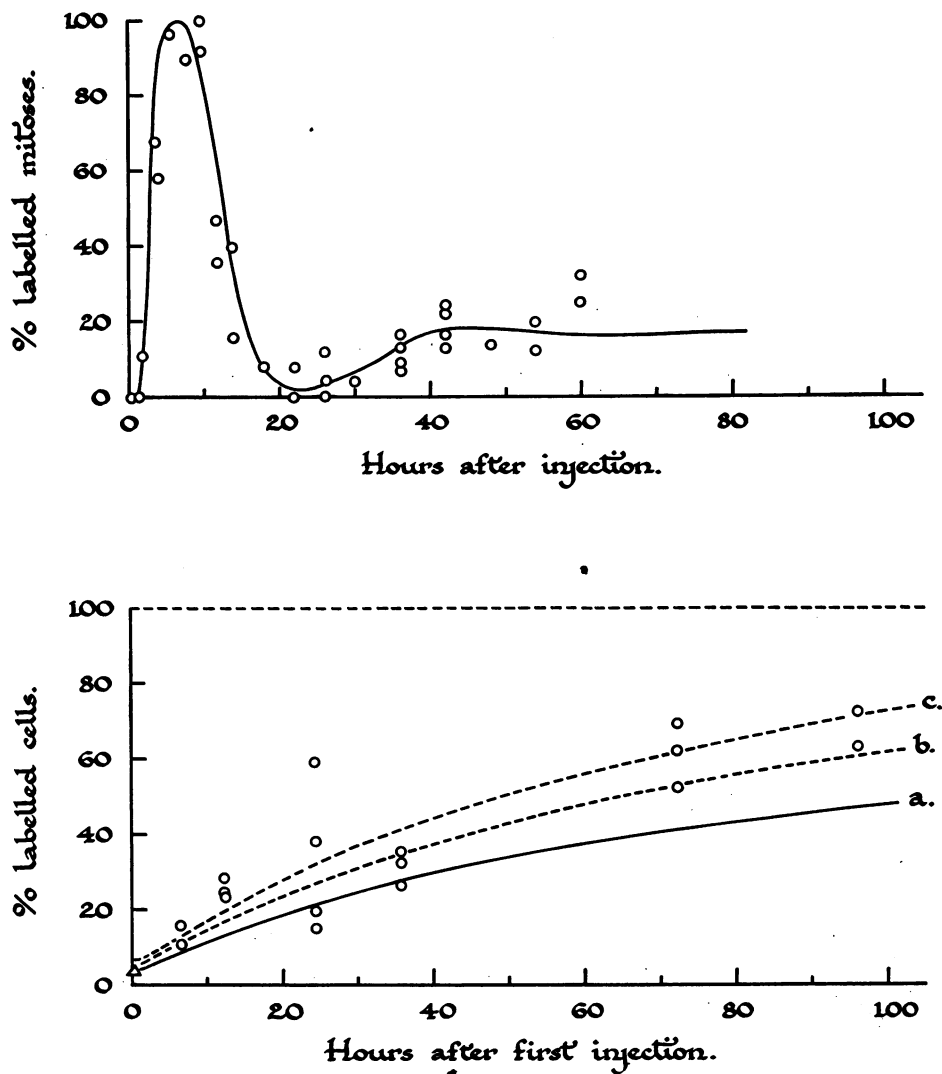 % labelled mitoses.
100
80
60
40
20
0
0 20 40 60 80 100
Hours after injection.
% labelled cells.
100
80
60
40
20
0
c.
b.
a.
0 20 40 60 80 100
Hours after first injection.